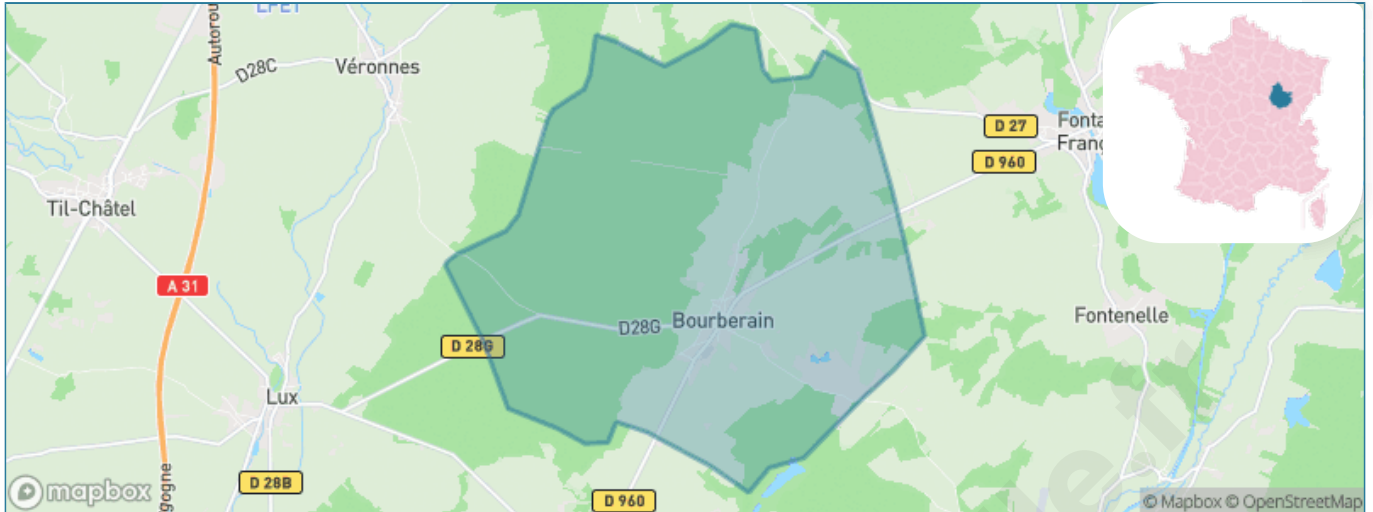 LFET
Autorou
D28C
Véronnes
D 27
Fonta
Franç
D 960
Til-Châtel
A 31
Fontenelle
Bourberain
D28G
D 28G
Lux
D 28B
gogne
D 960
mapbox
© Mapbox © OpenStreetMap